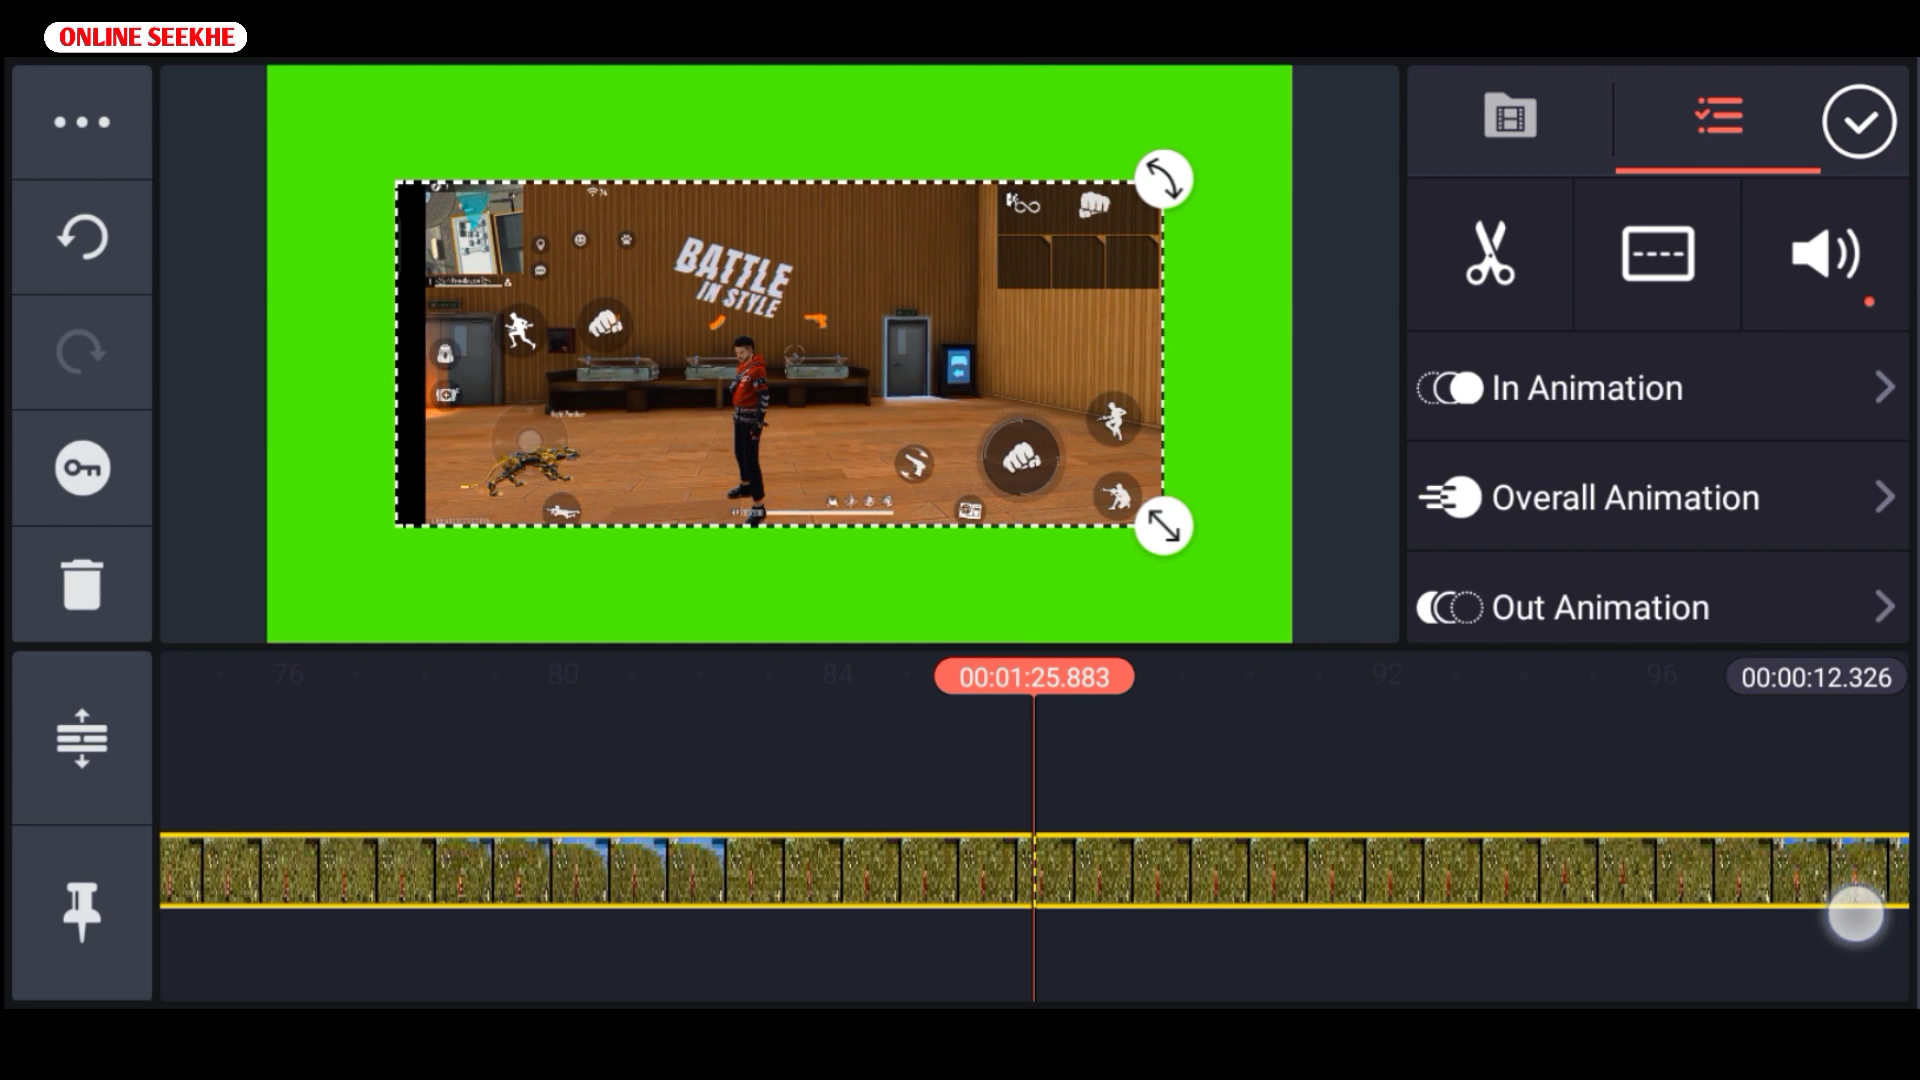 ONLINE SEEKHE
BATTLE
IN STYLE
In Animation
Overall Animation
Out Animation
76
80
84
00:01:25.883
92
96
00:00:12.326